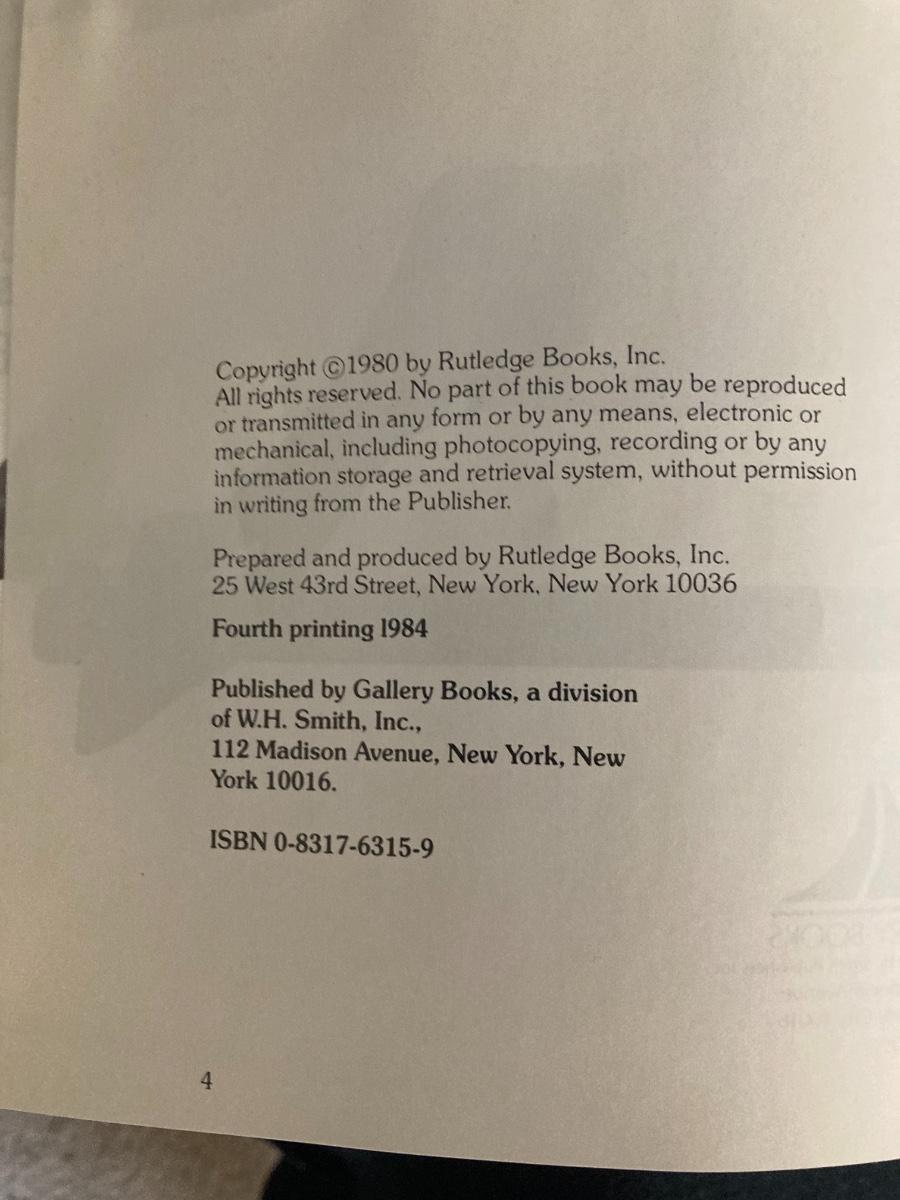 Copyright ©1980 by Rutledge Books, Inc.
All rights reserved. No part of this book may be reproduced
or transmitted in any form or by any means, electronic or
mechanical, including photocopying, recording or by any
information storage and retrieval system, without permission
in writing from the Publisher.
Prepared and produced by Rutledge Books, Inc.
25 West 43rd Street, New York, New York 10036
Fourth printing 1984
Published by Gallery Books, a division
of W.H. Smith, Inc.,
112 Madison Avenue, New York, New
York 10016.
ISBN 0-8317-6315-9
4